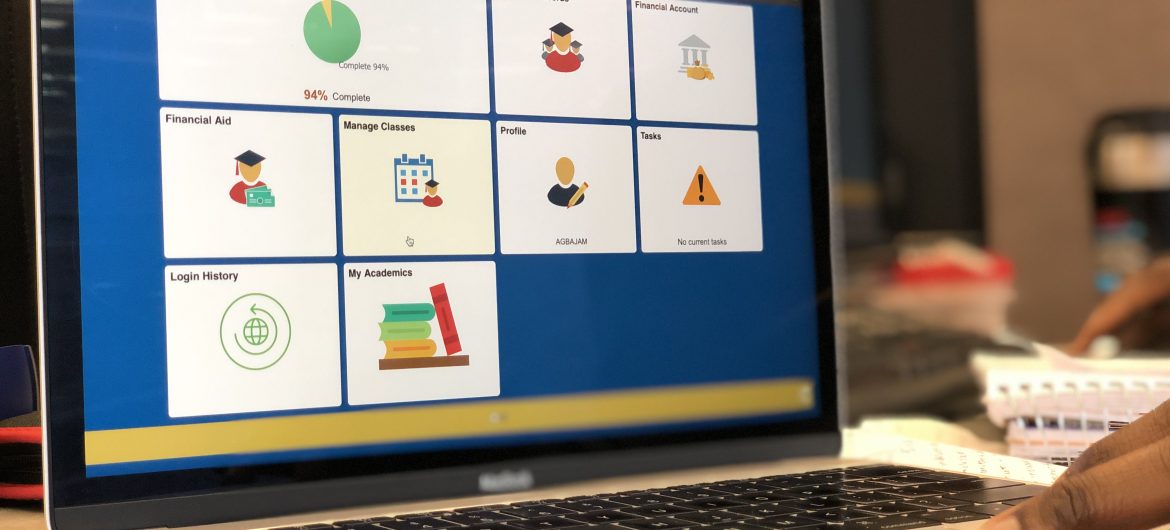 Financial Account
Complete 94%
94% Complete
Financial Aid
Manage Classes
Profile
Tasks
AGBAJAM
No current tasks
Login History
My Academics